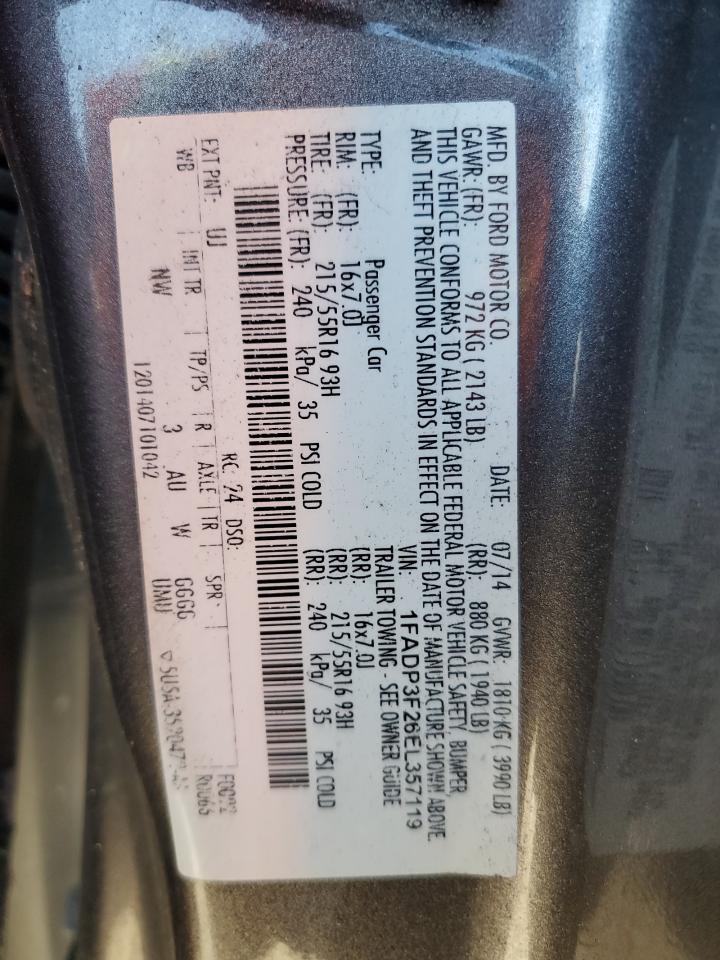 MFD. BY FORD MOTOR CO. DATE: 07/14 GVWR: 1810 KG ( 3990 LB)
GAWR: (FR): 972 KG ( 2143 LB) (RR): 880 KG ( 1940 LB)
THIS VEHICLE CONFORMS TO ALL APPLICABLE FEDERAL MOTOR VEHICLE SAFETY, BUMPER,
AND THEFT PREVENTION STANDARDS IN EFFECT ON THE DATE OF MANUFACTURE SHOWN ABOVE.
VIN: 1FADP3F26EL357119
TYPE: Passenger Car TRAILER TOWING - SEE OWNER GUIDE
RIM: (FR): 16x7.0J (RR): 16x7.0J
TIRE: (FR): 215/55R16 93H (RR): 215/55R16 93H
PRESSURE: (FR): 240 kPa/ 35 PSI COLD (RR): 240 kPa/ 35 PSI COLD
RC: 24 DSO: F0022
EXT PNT: UJ R0066
WB INT TR TP/PS R AXLE TR SPR
NW 3 AU W GGGG
1201407101042 UMU